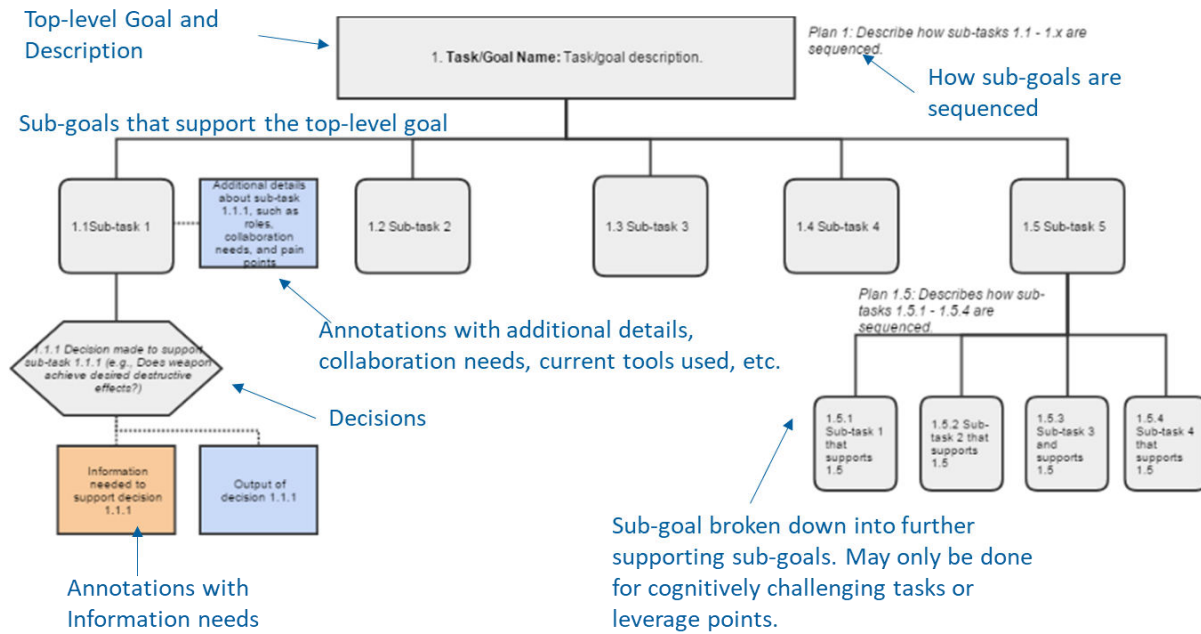 Top-level Goal and
Description
1. Task/Goal Name: Task/goal description.
Plan 1: Describe how sub-tasks 1.1 - 1.x are
sequenced.
How sub-goals are
sequenced
Sub-goals that support the top-level goal
1.1Sub-task 1
Additional details
about sub-task
1.1.1, such as
roles,
collaboration
needs, and pain
points
1.2 Sub-task 2
1.3 Sub-task 3
1.4 Sub-task 4
1.5 Sub-task 5
Annotations with additional details,
collaboration needs, current tools used, etc.
Plan 1.5: Describes how sub-
tasks 1.5.1 - 1.5.4 are
sequenced.
1.1.1 Decision made to support
sub-task 1.1.1 (e.g., Does weapon
achieve desired destructive
effects?)
Decisions
1.5.1
Sub-task 1
that
supports
1.5
1.5.2 Sub-
task 2 that
supports
1.5
1.5.3
Sub-task 3
and
supports
1.5
1.5.4
Sub-task 4
that
supports
1.5
Information
needed to
support decision
1.1.1
Output of
decision 1.1.1
Sub-goal broken down into further
supporting sub-goals. May only be done
for cognitively challenging tasks or
leverage points.
Annotations with
Information needs